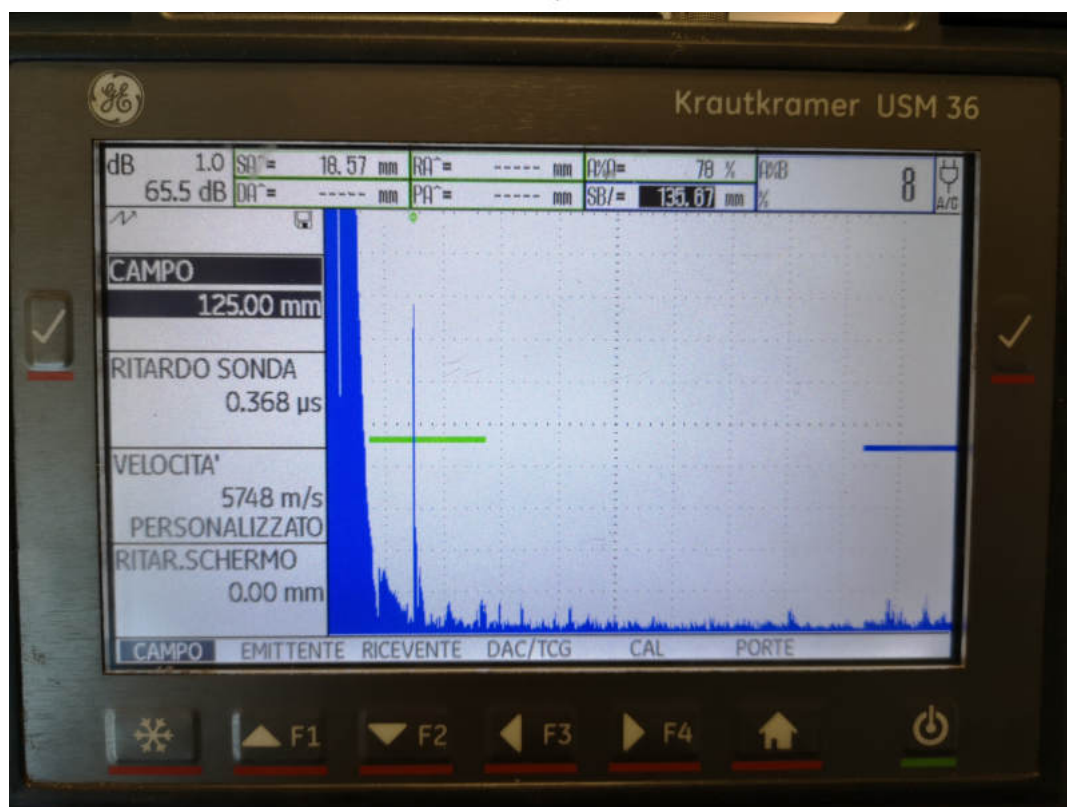 GE
Krautkramer USM 36
dB 1.0
65.5 dB
SA^= 18.57 mm
RA^= ----- mm
A%A= 78 %
A%B
%
8
DA^= ----- mm
PA^= ----- mm
SB/= 135.67 mm
A/G
CAMPO
125.00 mm
RITARDO SONDA
0.368 µs
VELOCITA'
5748 m/s
PERSONALIZZATO
RITAR.SCHERMO
0.00 mm
CAMPO EMITTENTE RICEVENTE DAC/TCG CAL PORTE
F1 F2 F3 F4